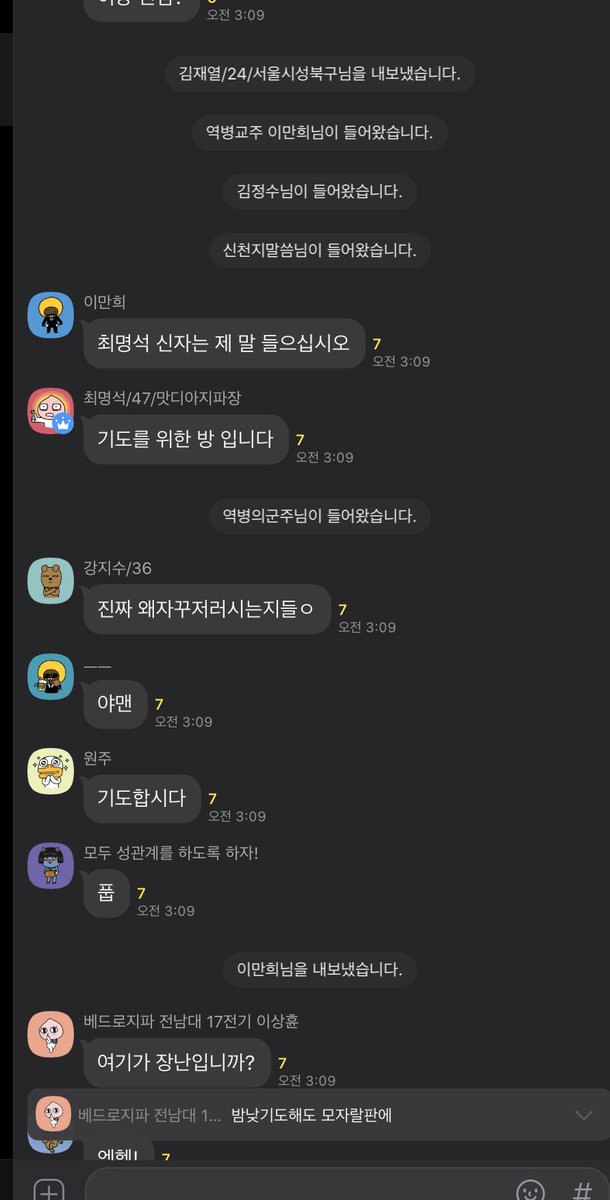 오전 3:09
김재열/24/서울시성북구님을 내보냈습니다.
역병교주 이만희님이 들어왔습니다.
김정수님이 들어왔습니다.
신천지말씀님이 들어왔습니다.
이만희
최명석 신자는 제 말 들으십시오
7
오전 3:09
최명석/47/맛디아지파장
기도를 위한 방 입니다
7
오전 3:09
역병의군주님이 들어왔습니다.
강지수/36
진짜 왜자꾸저러시는지들ㅇ
7
오전 3:09
ㅡㅡ
야맨
7
오전 3:09
원주
기도합시다
7
오전 3:09
모두 성관계를 하도록 하자!
풉
7
오전 3:09
이만희님을 내보냈습니다.
베드로지파 전남대 17전기 이상훈
여기가 장난입니까?
7
오전 3:09
베드로지파 전남대 1... 밤낮기도해도 모자랄판에
엑헥!
7
#